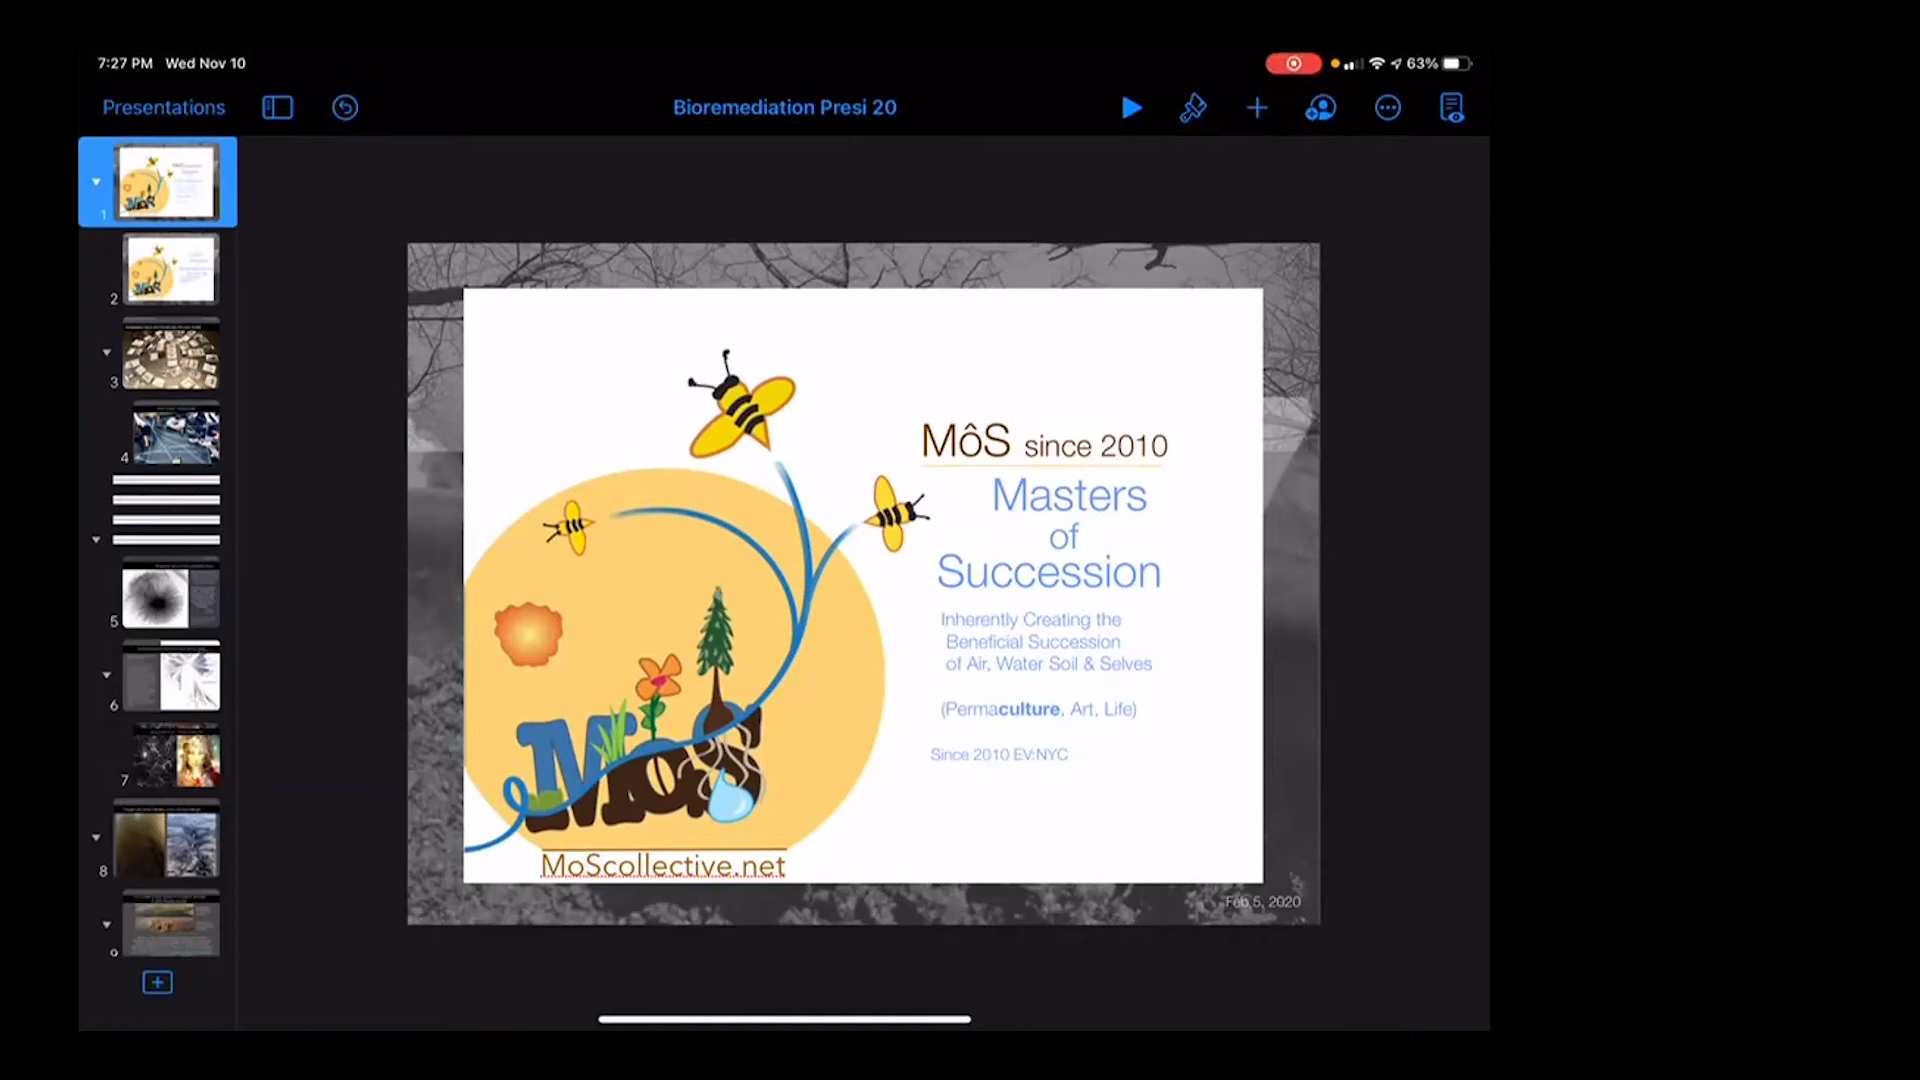 7:27 PM Wed Nov 10
63%
Presentations
Bioremediation Presi 20
1
2
3
4
5
6
7
8
9
MôS since 2010
Masters
of
Succession
Inherently Creating the
Beneficial Succession
of Air, Water Soil & Selves
(Permaculture, Art, Life)
Since 2010 EV:NYC
MoS
MoScollective.net
Feb 5, 2020